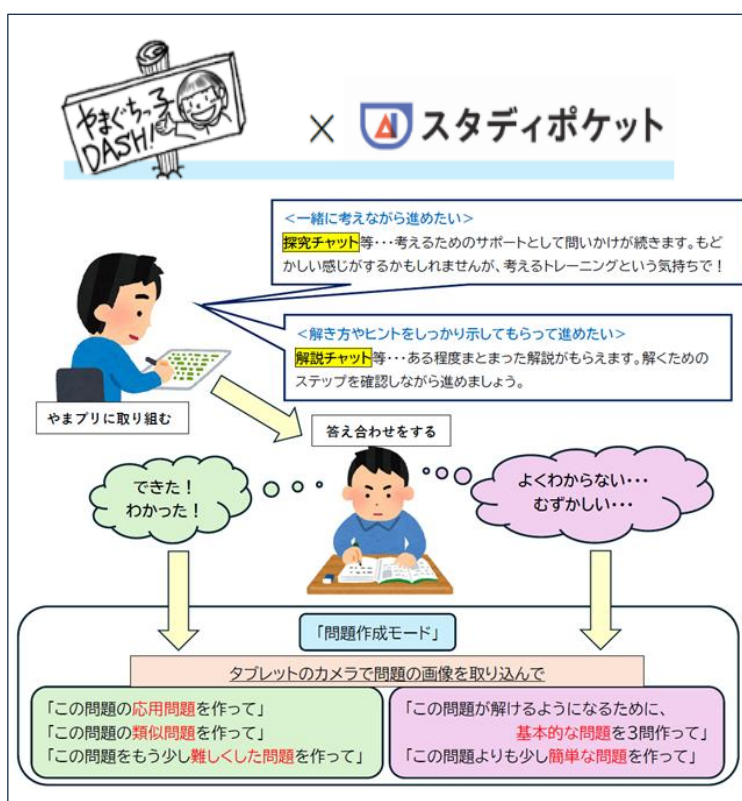 やまぐちっ子
DASH!
× スタディポケット
<一緒に考えながら進めたい>
探究チャット等・・・考えるためのサポートとして問いかけが続きます。もど
かしい感じがするかもしれませんが、考えるトレーニングという気持ちで！
<解き方やヒントをしっかり示してもらって進めたい>
解説チャット等・・・ある程度まとまった解説がもらえます。解くための
ステップを確認しながら進めましょう。
やまプリに取り組む
答え合わせをする
できた！
わかった！
よくわからない・・・
むずかしい・・・
「問題作成モード」
タブレットのカメラで問題の画像を取り込んで
「この問題の応用問題を作って」
「この問題の類似問題を作って」
「この問題をもう少し難しくした問題を作って」
「この問題が解けるようになるために、
基本的な問題を3問作って」
「この問題よりも少し簡単な問題を作って」